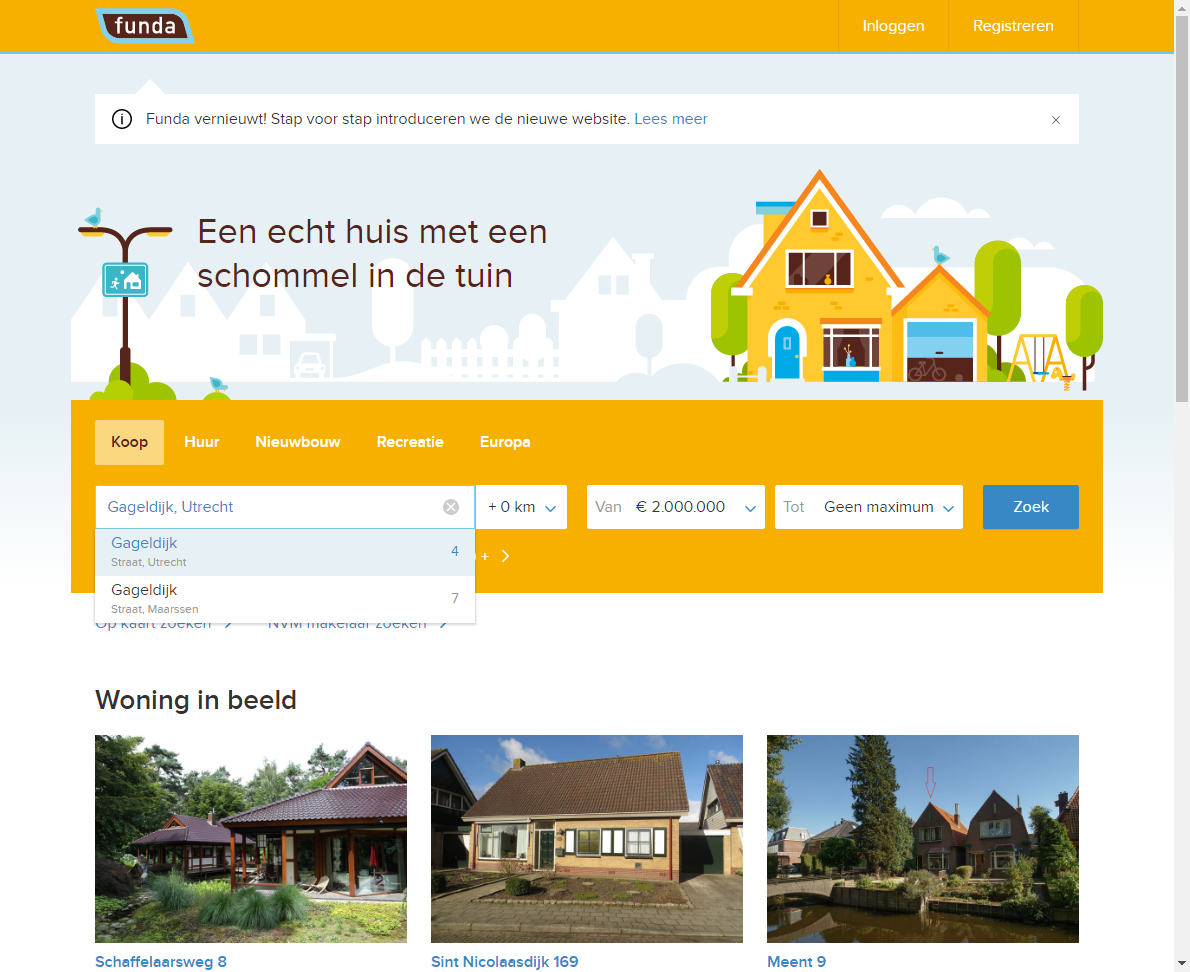 funda
Inloggen
Registreren
Funda vernieuwt! Stap voor stap introduceren we de nieuwe website. Lees meer
Een echt huis met een
schommel in de tuin
Koop
Huur
Nieuwbouw
Recreatie
Europa
Gageldijk, Utrecht
+ 0 km
Van € 2.000.000
Tot Geen maximum
Zoek
Gageldijk
Straat, Utrecht
4
+
Gageldijk
Straat, Maarssen
7
Op kaart zoeken
NVM makelaar zoeken
Woning in beeld
Schaffelaarsweg 8
Sint Nicolaasdijk 169
Meent 9